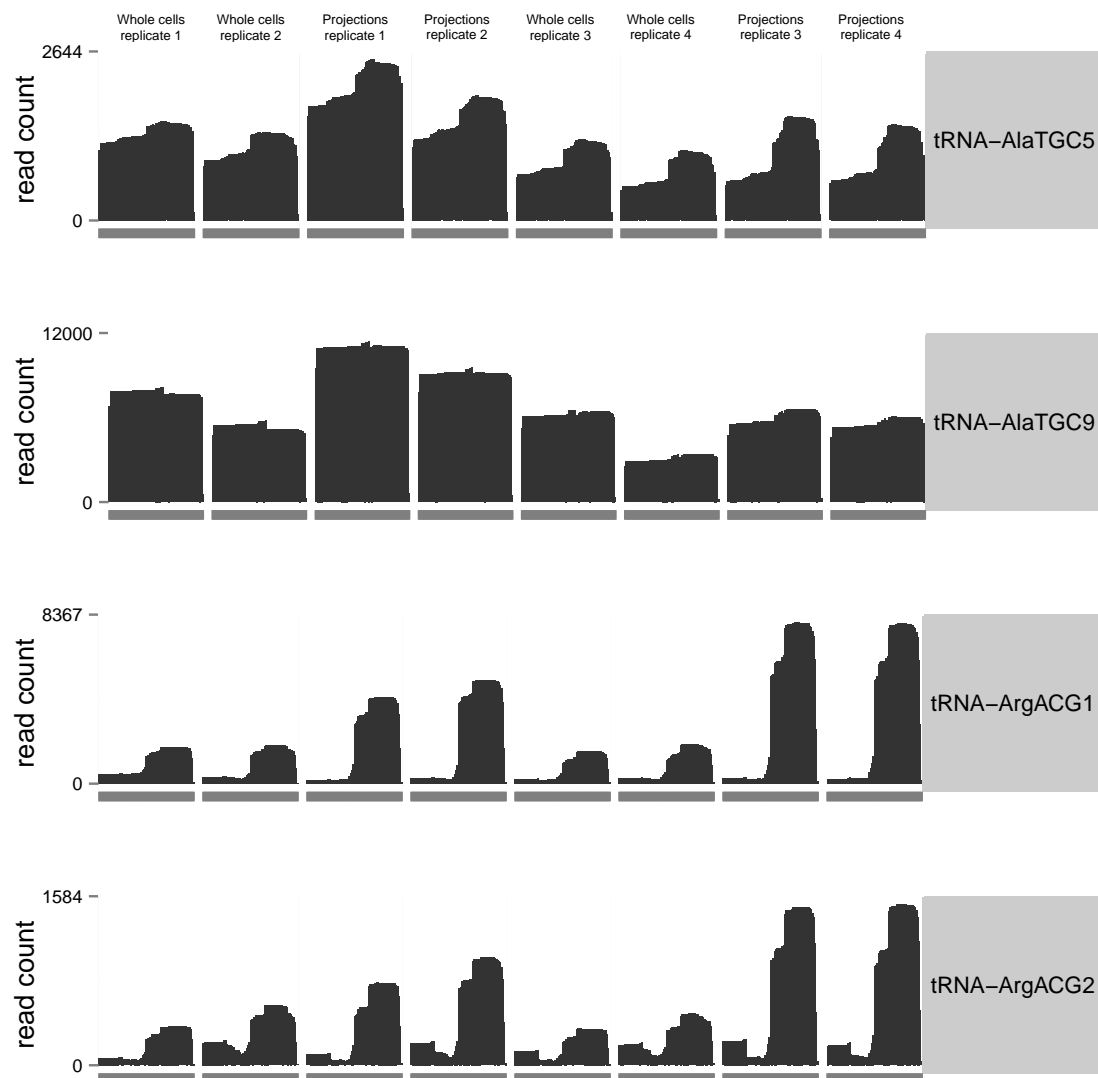 Whole cells
replicate 1
Whole cells
replicate 2
Projections
replicate 1
Projections
replicate 2
Whole cells
replicate 3
Whole cells
replicate 4
Projections
replicate 3
Projections
replicate 4
2644
read count
0
tRNA−AlaTGC5
12000
read count
0
tRNA−AlaTGC9
8367
read count
0
tRNA−ArgACG1
1584
read count
0
tRNA−ArgACG2